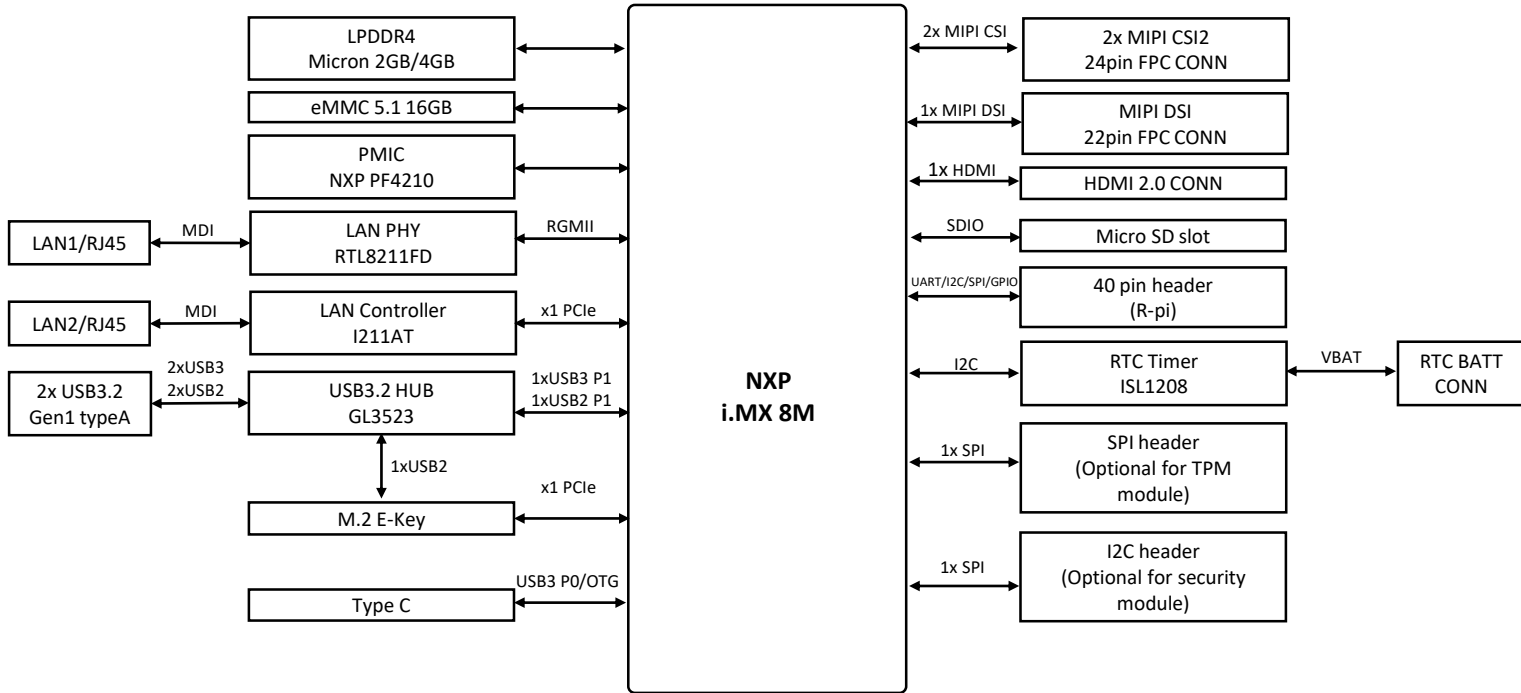 LPDDR4
Micron 2GB/4GB
eMMC 5.1 16GB
PMIC
NXP PF4210
LAN1/RJ45
MDI
LAN PHY
RTL8211FD
RGMII
LAN2/RJ45
MDI
LAN Controller
I211AT
x1 PCIe
2x USB3.2
Gen1 typeA
2xUSB3
2xUSB2
USB3.2 HUB
GL3523
1xUSB3 P1
1xUSB2 P1
1xUSB2
M.2 E-Key
x1 PCIe
Type C
USB3 P0/OTG
NXP
i.MX 8M
2x MIPI CSI
2x MIPI CSI2
24pin FPC CONN
1x MIPI DSI
MIPI DSI
22pin FPC CONN
1x HDMI
HDMI 2.0 CONN
SDIO
Micro SD slot
UART/I2C/SPI/GPIO
40 pin header
(R-pi)
I2C
RTC Timer
ISL1208
VBAT
RTC BATT
CONN
1x SPI
SPI header
(Optional for TPM
module)
1x SPI
I2C header
(Optional for security
module)